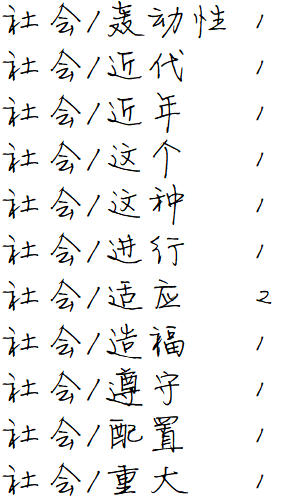 社会/轰动性 1
社会/近代 1
社会/近年 1
社会/这个 1
社会/这种 1
社会/进行 1
社会/适应 2
社会/造福 1
社会/遵守 1
社会/配置 1
社会/重大 1